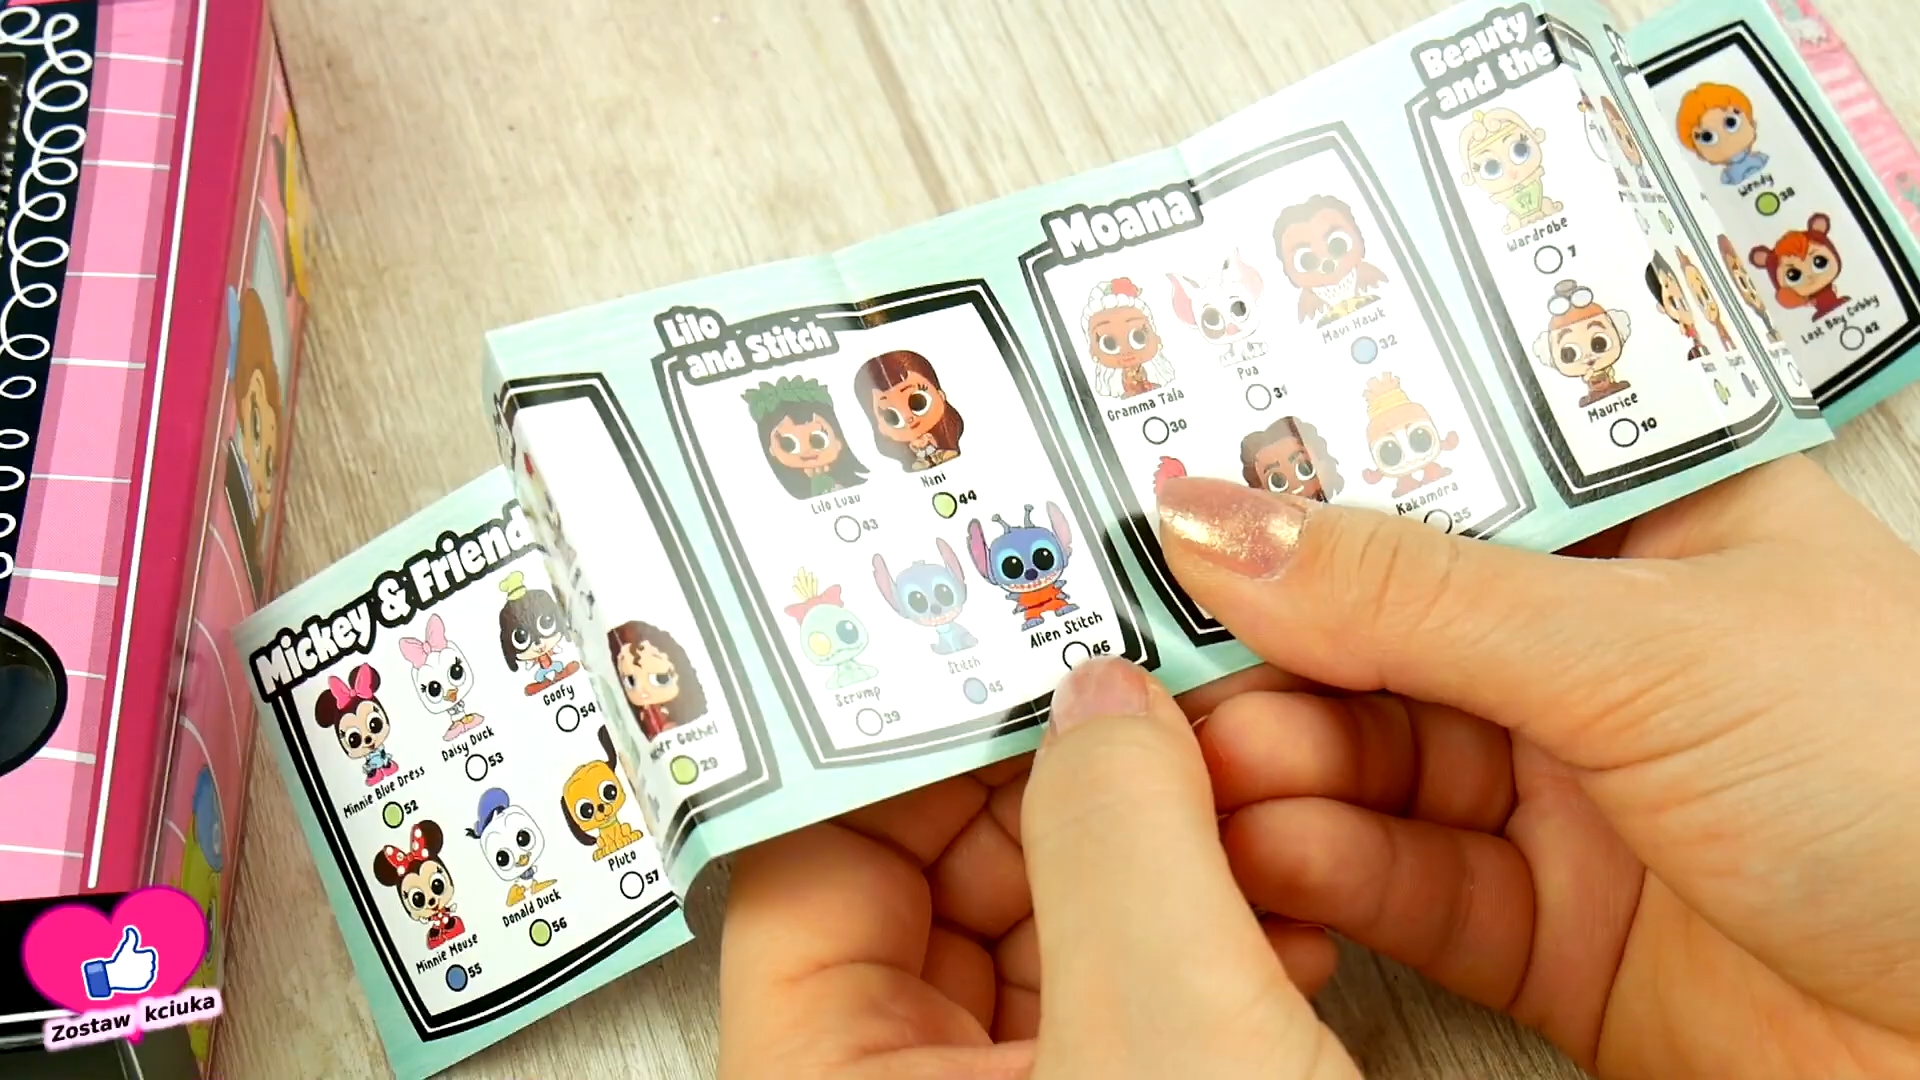 Mickey & Friend
Minnie Blue Dress
52
Daisy Duck
53
Goofy
54
Minnie Mouse
55
Donald Duck
56
Pluto
57
Gothel
29
Lilo
and Stitch
Lilo Luau
43
Nani
44
Scrump
39
Stitch
45
Alien Stitch
46
Moana
Gramma Tala
30
Pua
31
Maui Hawk
32
Kakamora
35
Beauty
and the
Wardrobe
7
Maurice
10
Wendy
38
Lost Boy Cubby
42
Zostaw kciuka